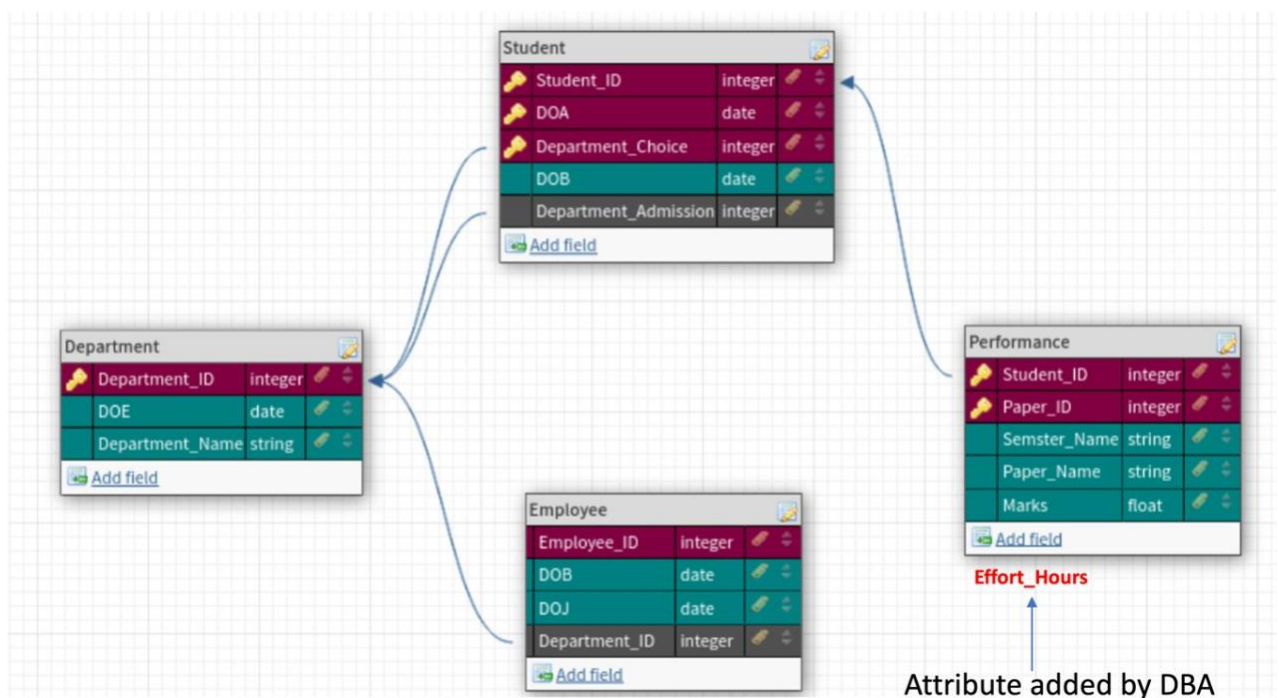 Student
Student_ID integer
DOA date
Department_Choice integer
DOB date
Department_Admission integer
Add field
Department
Department_ID integer
DOE date
Department_Name string
Add field
Performance
Student_ID integer
Paper_ID integer
Semster_Name string
Paper_Name string
Marks float
Add field
Employee
Employee_ID integer
DOB date
DOJ date
Department_ID integer
Add field
Effort_Hours
Attribute added by DBA